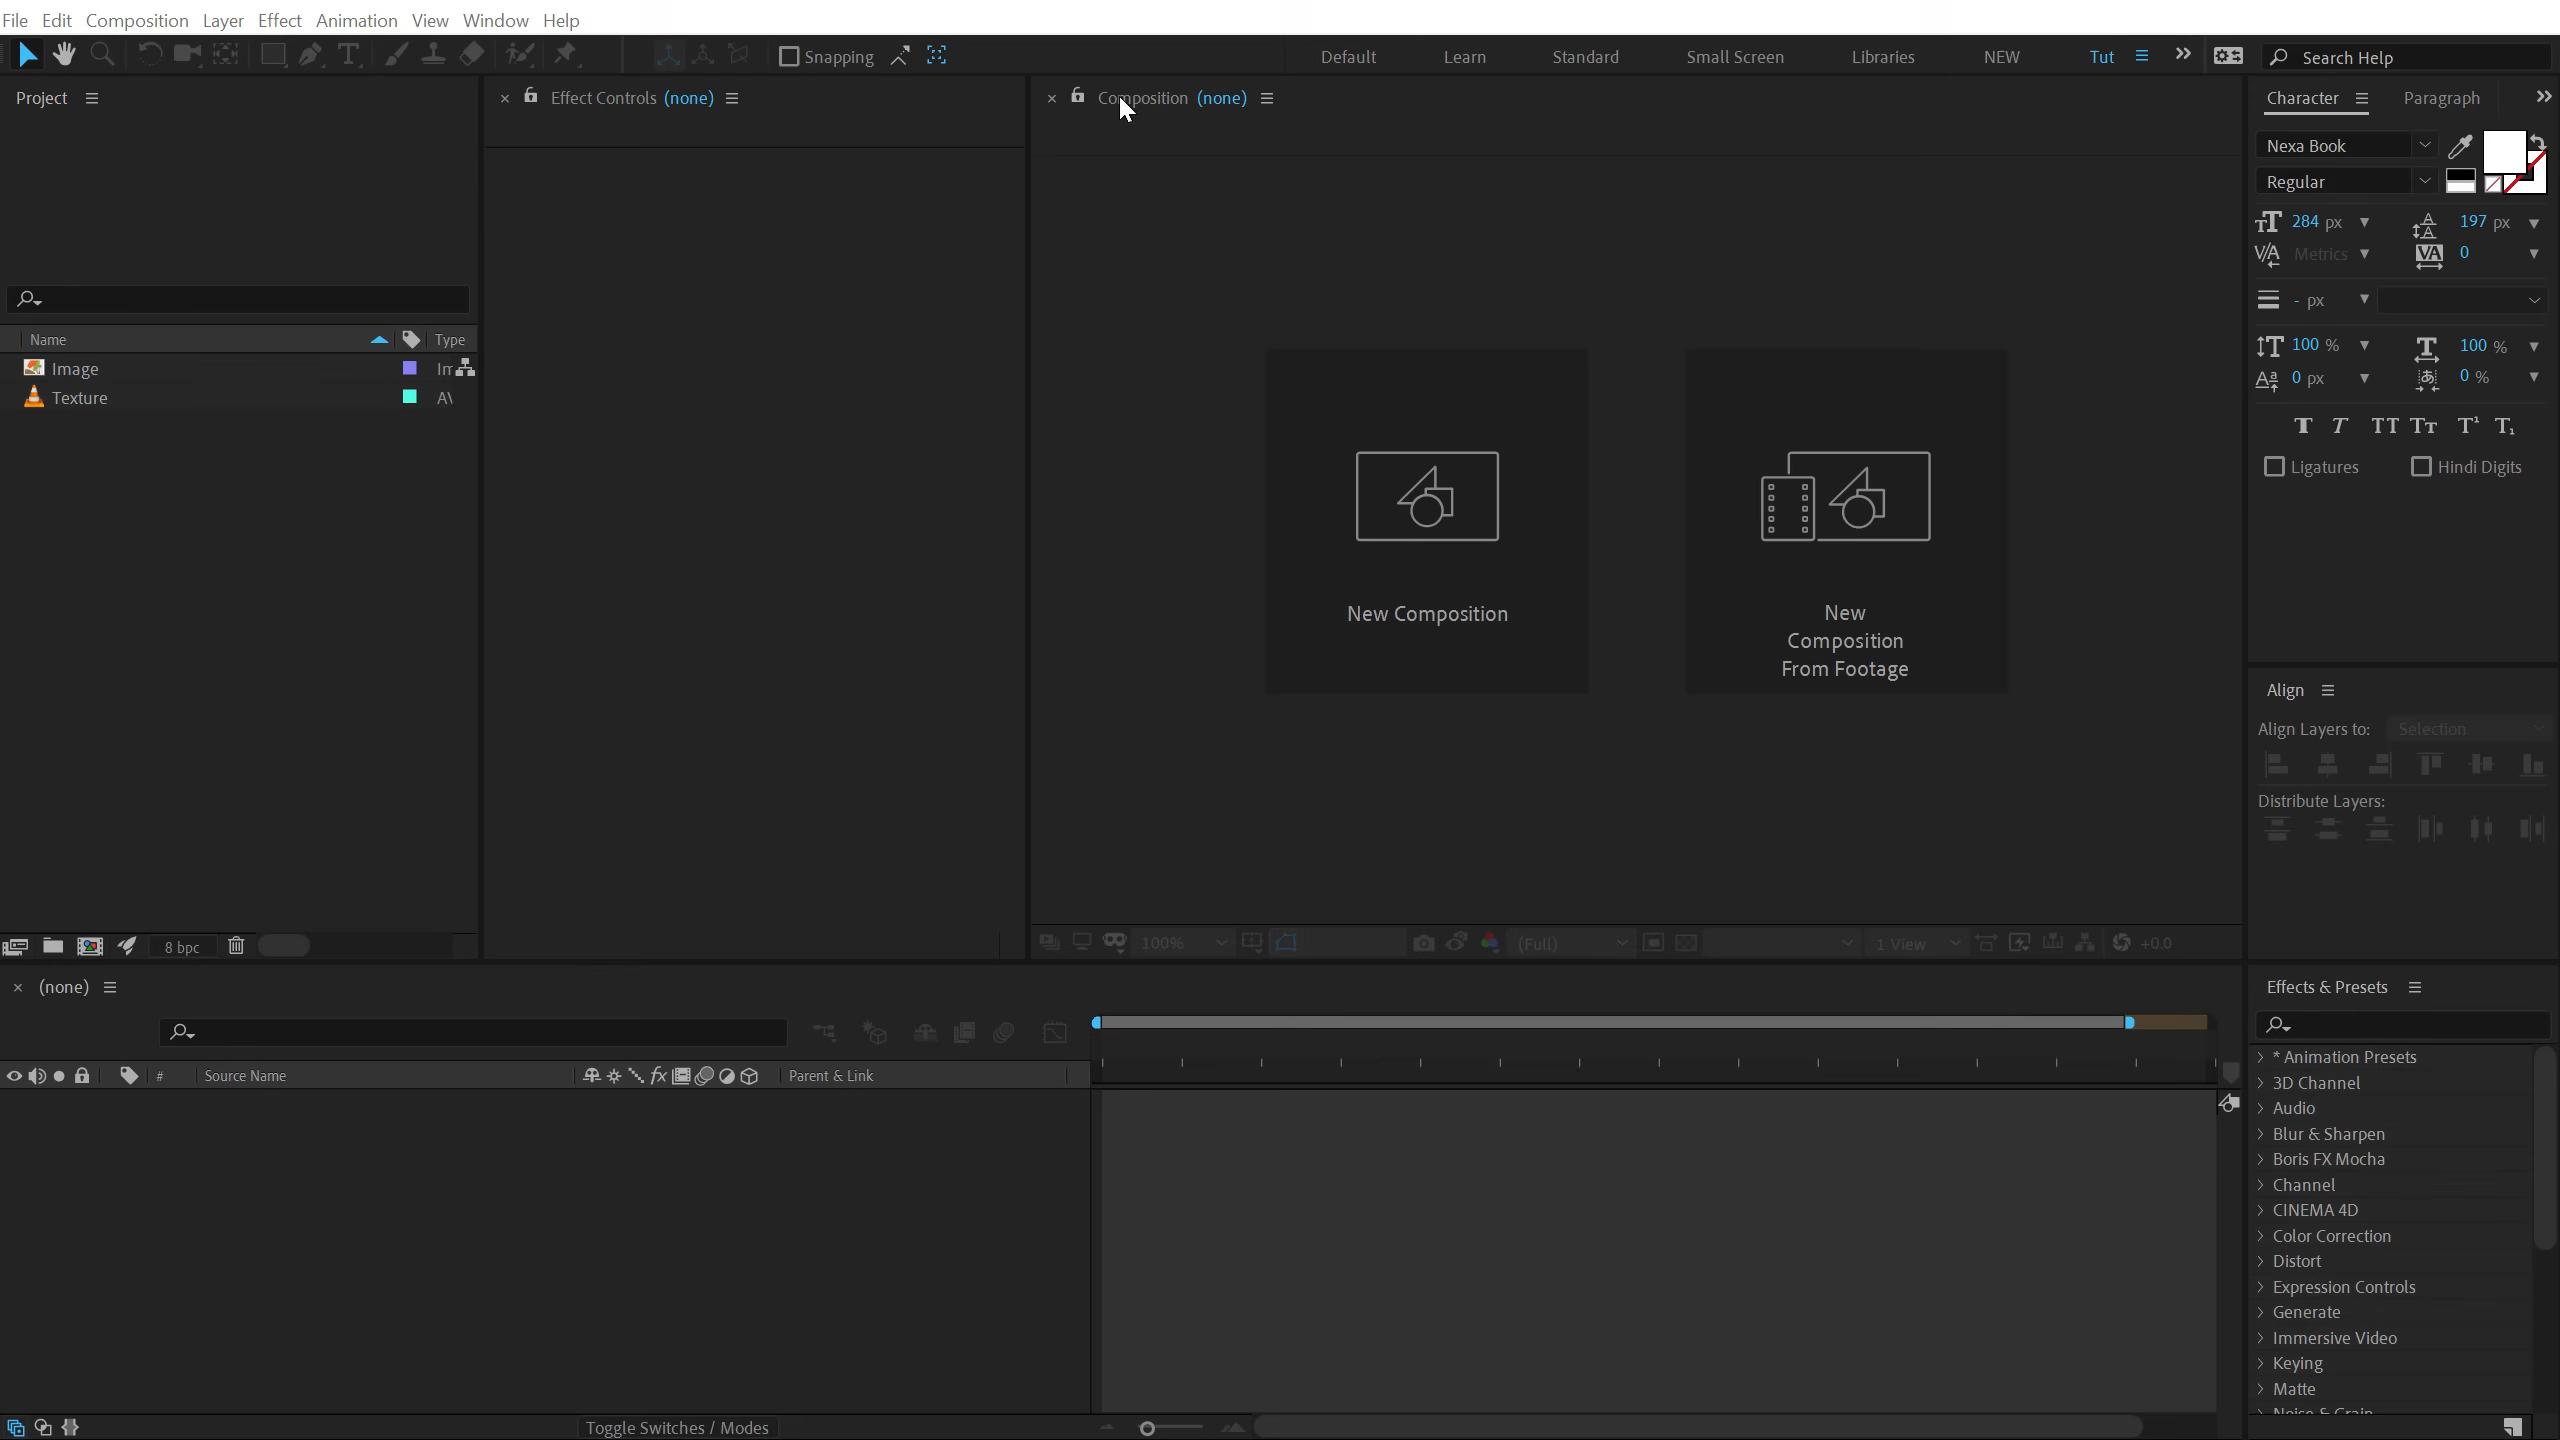 File Edit Composition Layer Effect Animation View Window Help
Snapping Default Learn Standard Small Screen Libraries NEW Tut Search Help
Project
Effect Controls (none)
Composition (none)
Character Paragraph
Nexa Book
Regular
284 px 197 px
Metrics 0
- px
100 % 100 %
0 px 0 %
Ligatures Hindi Digits
Name Type
Image
Texture
New Composition
New
Composition
From Footage
Align
Align Layers to: Selection
Distribute Layers:
8 bpc
100% (Full) 1 View +0.0
(none)
# Source Name Parent & Link
Toggle Switches / Modes
Effects & Presets
* Animation Presets
3D Channel
Audio
Blur & Sharpen
Boris FX Mocha
Channel
CINEMA 4D
Color Correction
Distort
Expression Controls
Generate
Immersive Video
Keying
Matte